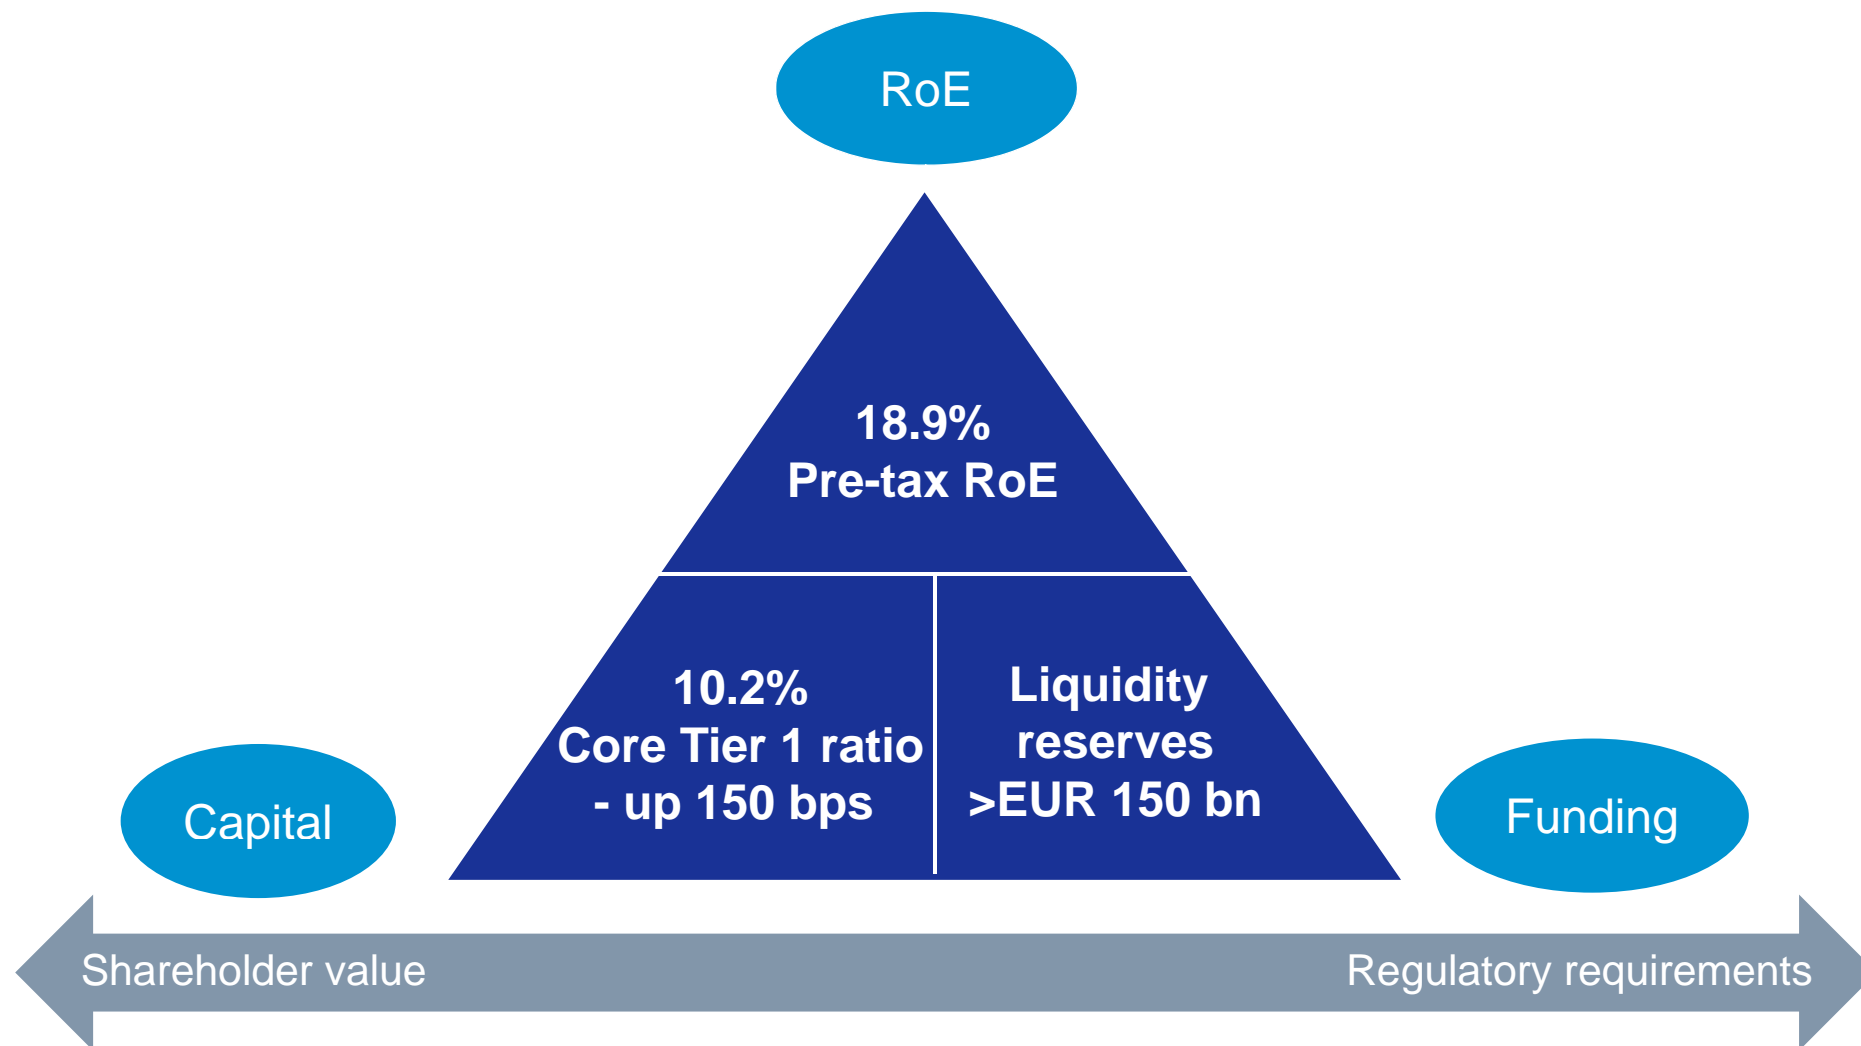 RoE
18.9%
Pre-tax RoE
10.2%
Core Tier 1 ratio
- up 150 bps
Liquidity
reserves
>EUR 150 bn
Capital
Funding
Shareholder value
Regulatory requirements